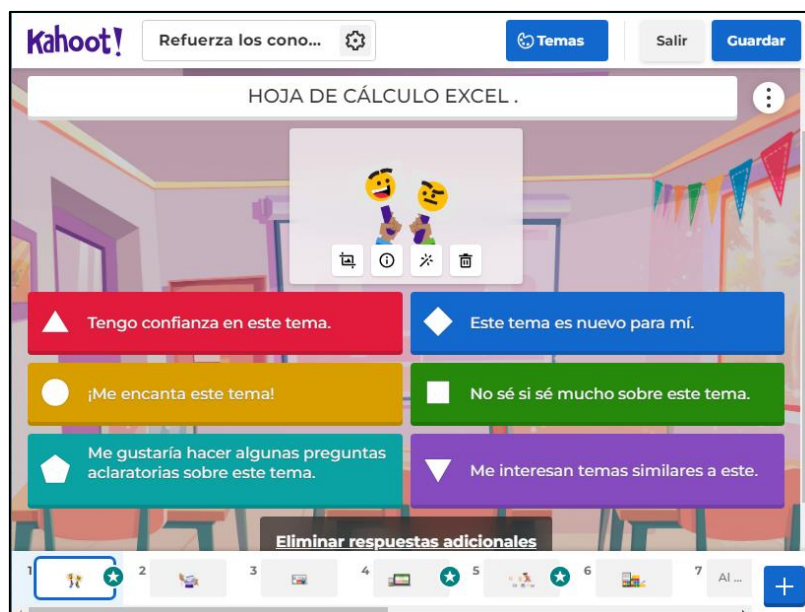 Kahoot!
Refuerza los cono...
Temas
Salir
Guardar
HOJA DE CÁLCULO EXCEL .
Tengo confianza en este tema.
Este tema es nuevo para mí.
¡Me encanta este tema!
No sé si sé mucho sobre este tema.
Me gustaría hacer algunas preguntas
aclaratorias sobre este tema.
Me interesan temas similares a este.
Eliminar respuestas adicionales
1 2 3 4 5 6 7 Al ...